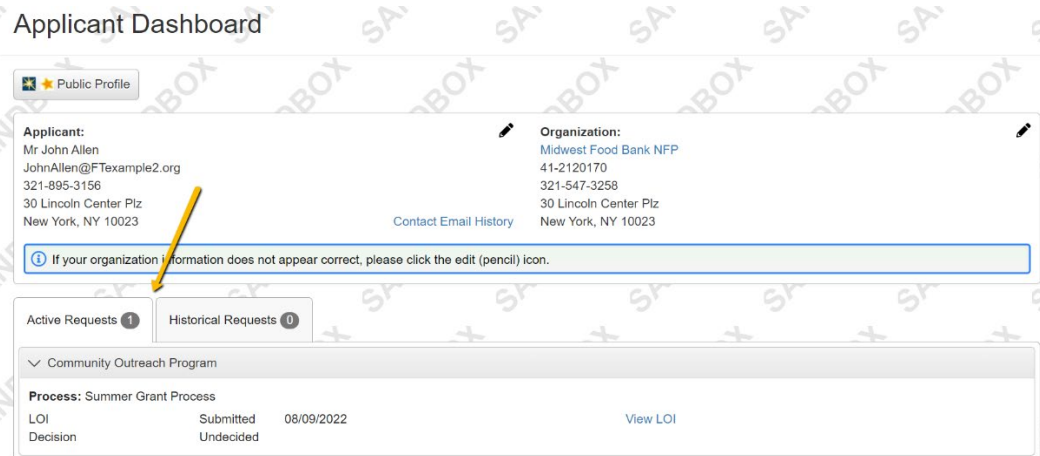 Applicant Dashboard
Public Profile
Applicant:
Mr John Allen
JohnAllen@FTexample2.org
321-895-3156
30 Lincoln Center Plz
New York, NY 10023
Contact Email History
Organization:
Midwest Food Bank NFP
41-2120170
321-547-3258
30 Lincoln Center Plz
New York, NY 10023
If your organization information does not appear correct, please click the edit (pencil) icon.
Active Requests 1 Historical Requests 0
Community Outreach Program
Process: Summer Grant Process
LOI Submitted 08/09/2022 View LOI
Decision Undecided
SANDBOX